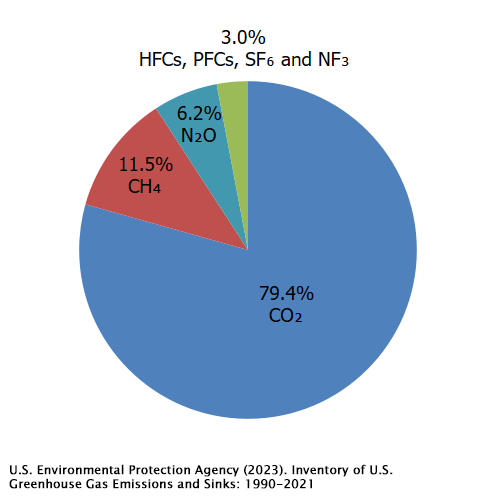 3.0%
HFCs, PFCs, SF₆ and NF₃
6.2%
N₂O
11.5%
CH₄
79.4%
CO₂
U.S. Environmental Protection Agency (2023). Inventory of U.S.
Greenhouse Gas Emissions and Sinks: 1990-2021